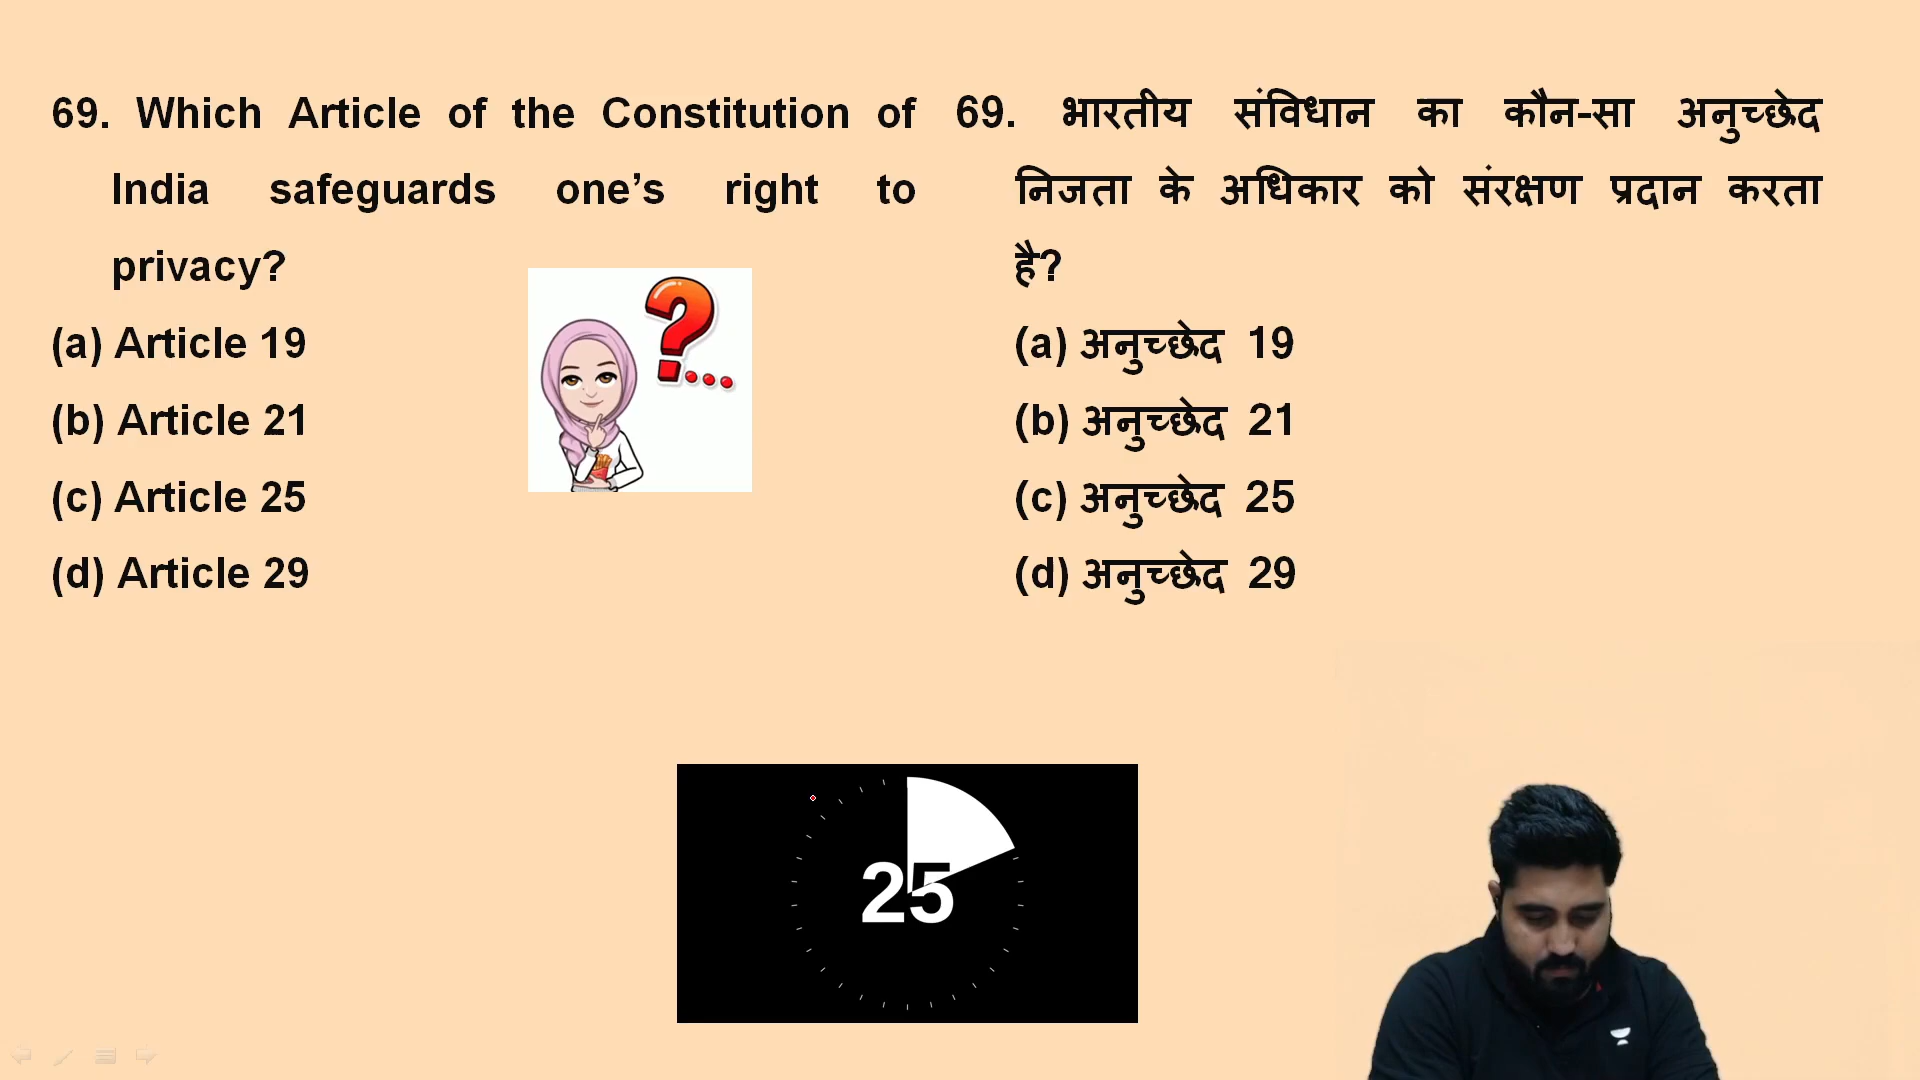 69. Which Article of the Constitution of
India safeguards one’s right to
privacy?
(a) Article 19
(b) Article 21
(c) Article 25
(d) Article 29
69. भारतीय संविधान का कौन-सा अनुच्छेद
निजता के अधिकार को संरक्षण प्रदान करता
है?
(a) अनुच्छेद 19
(b) अनुच्छेद 21
(c) अनुच्छेद 25
(d) अनुच्छेद 29
?...
25